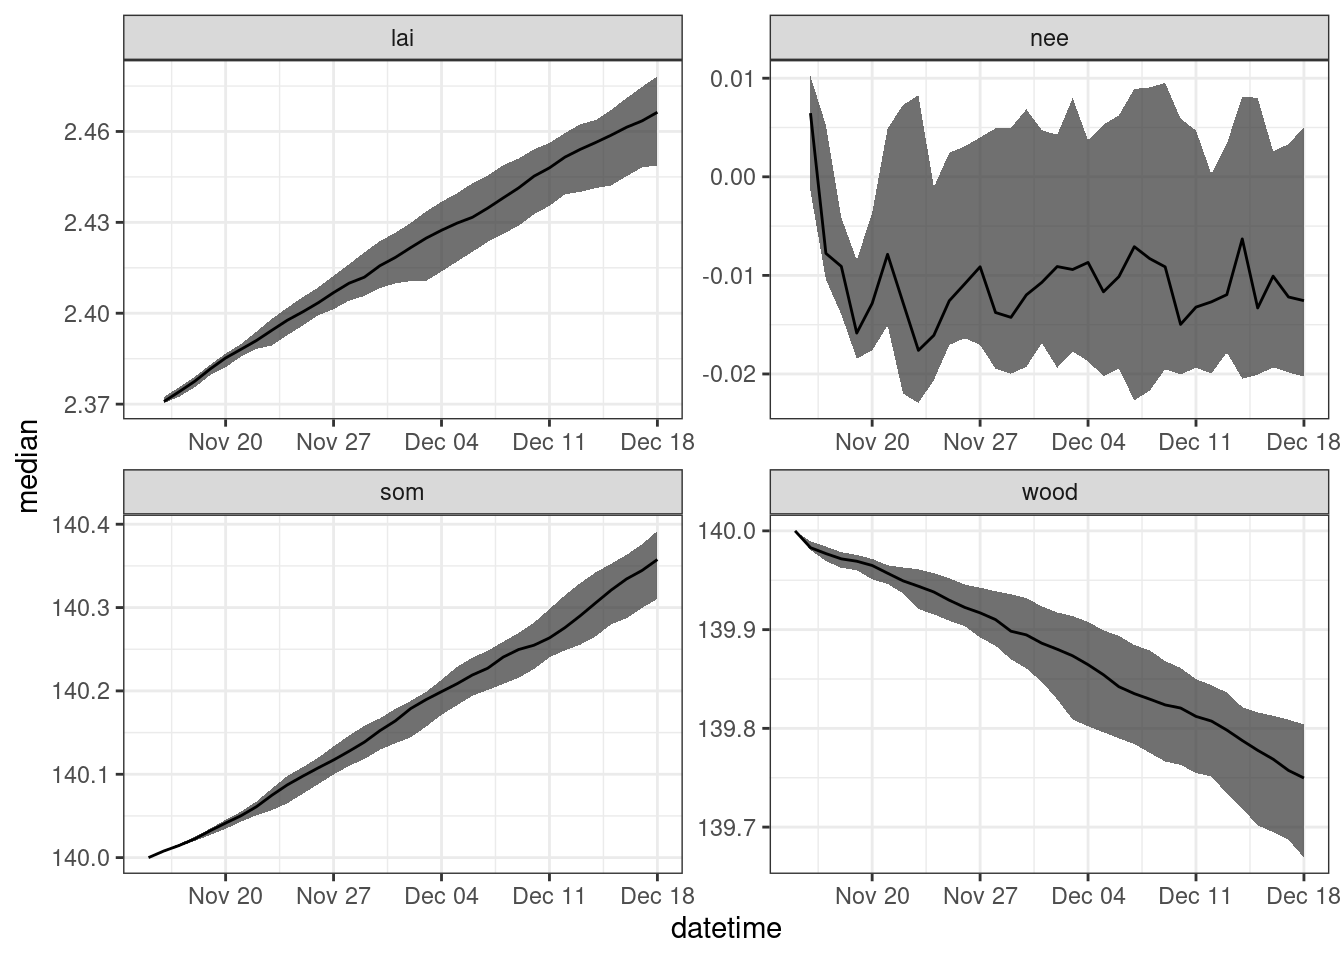 lai
nee
2.46
2.43
2.40
2.37
0.01
0.00
-0.01
-0.02
Nov 20 Nov 27 Dec 04 Dec 11 Dec 18
Nov 20 Nov 27 Dec 04 Dec 11 Dec 18
median
som
wood
140.4
140.3
140.2
140.1
140.0
140.0
139.9
139.8
139.7
Nov 20 Nov 27 Dec 04 Dec 11 Dec 18
Nov 20 Nov 27 Dec 04 Dec 11 Dec 18
datetime